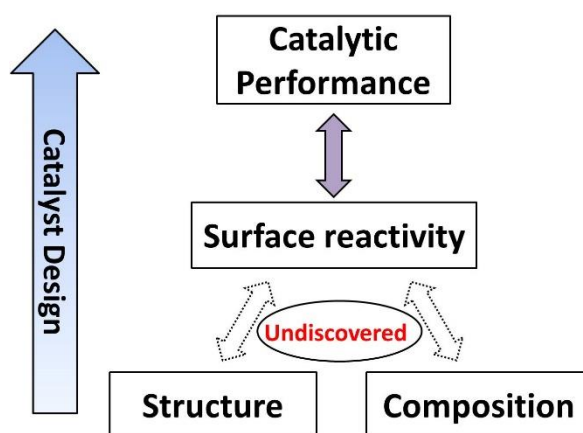 Catalytic
Performance
Catalyst Design
Surface reactivity
Undiscovered
Structure
Composition